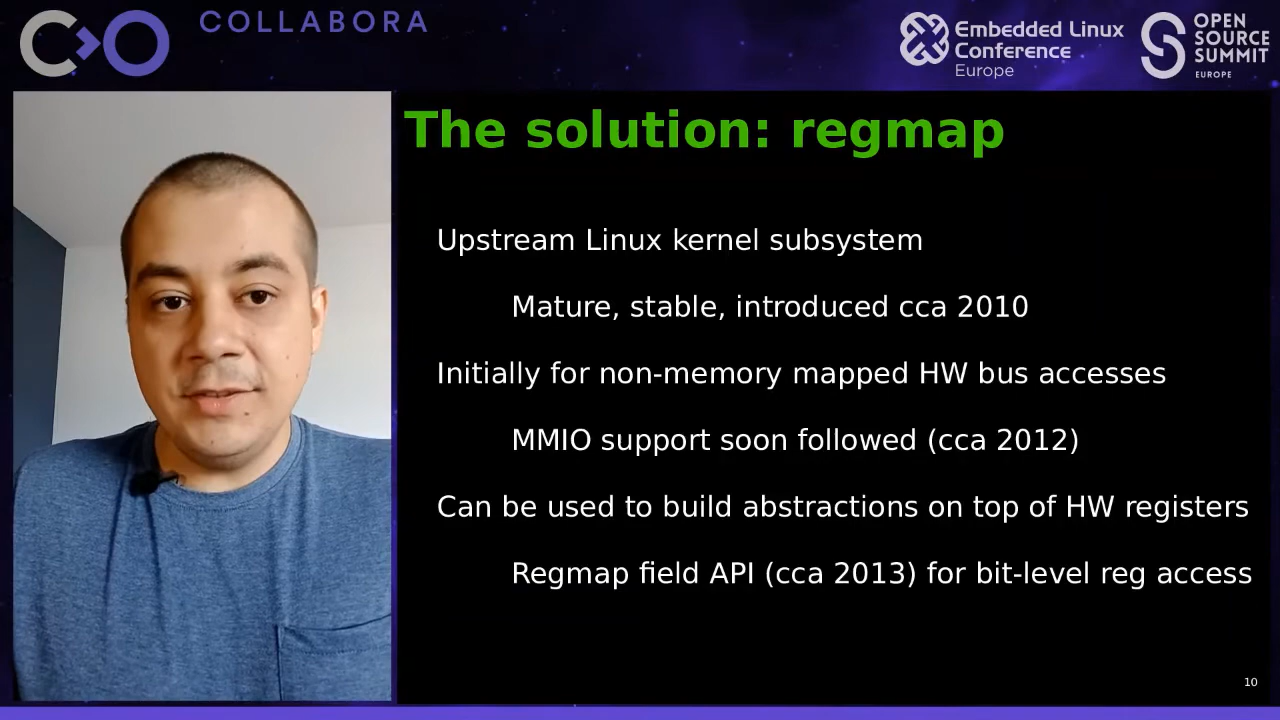 COLLABORA
Embedded Linux
Conference
Europe
OPEN
SOURCE
SUMMIT
EUROPE
The solution: regmap
Upstream Linux kernel subsystem
Mature, stable, introduced cca 2010
Initially for non-memory mapped HW bus accesses
MMIO support soon followed (cca 2012)
Can be used to build abstractions on top of HW registers
Regmap field API (cca 2013) for bit-level reg access
10